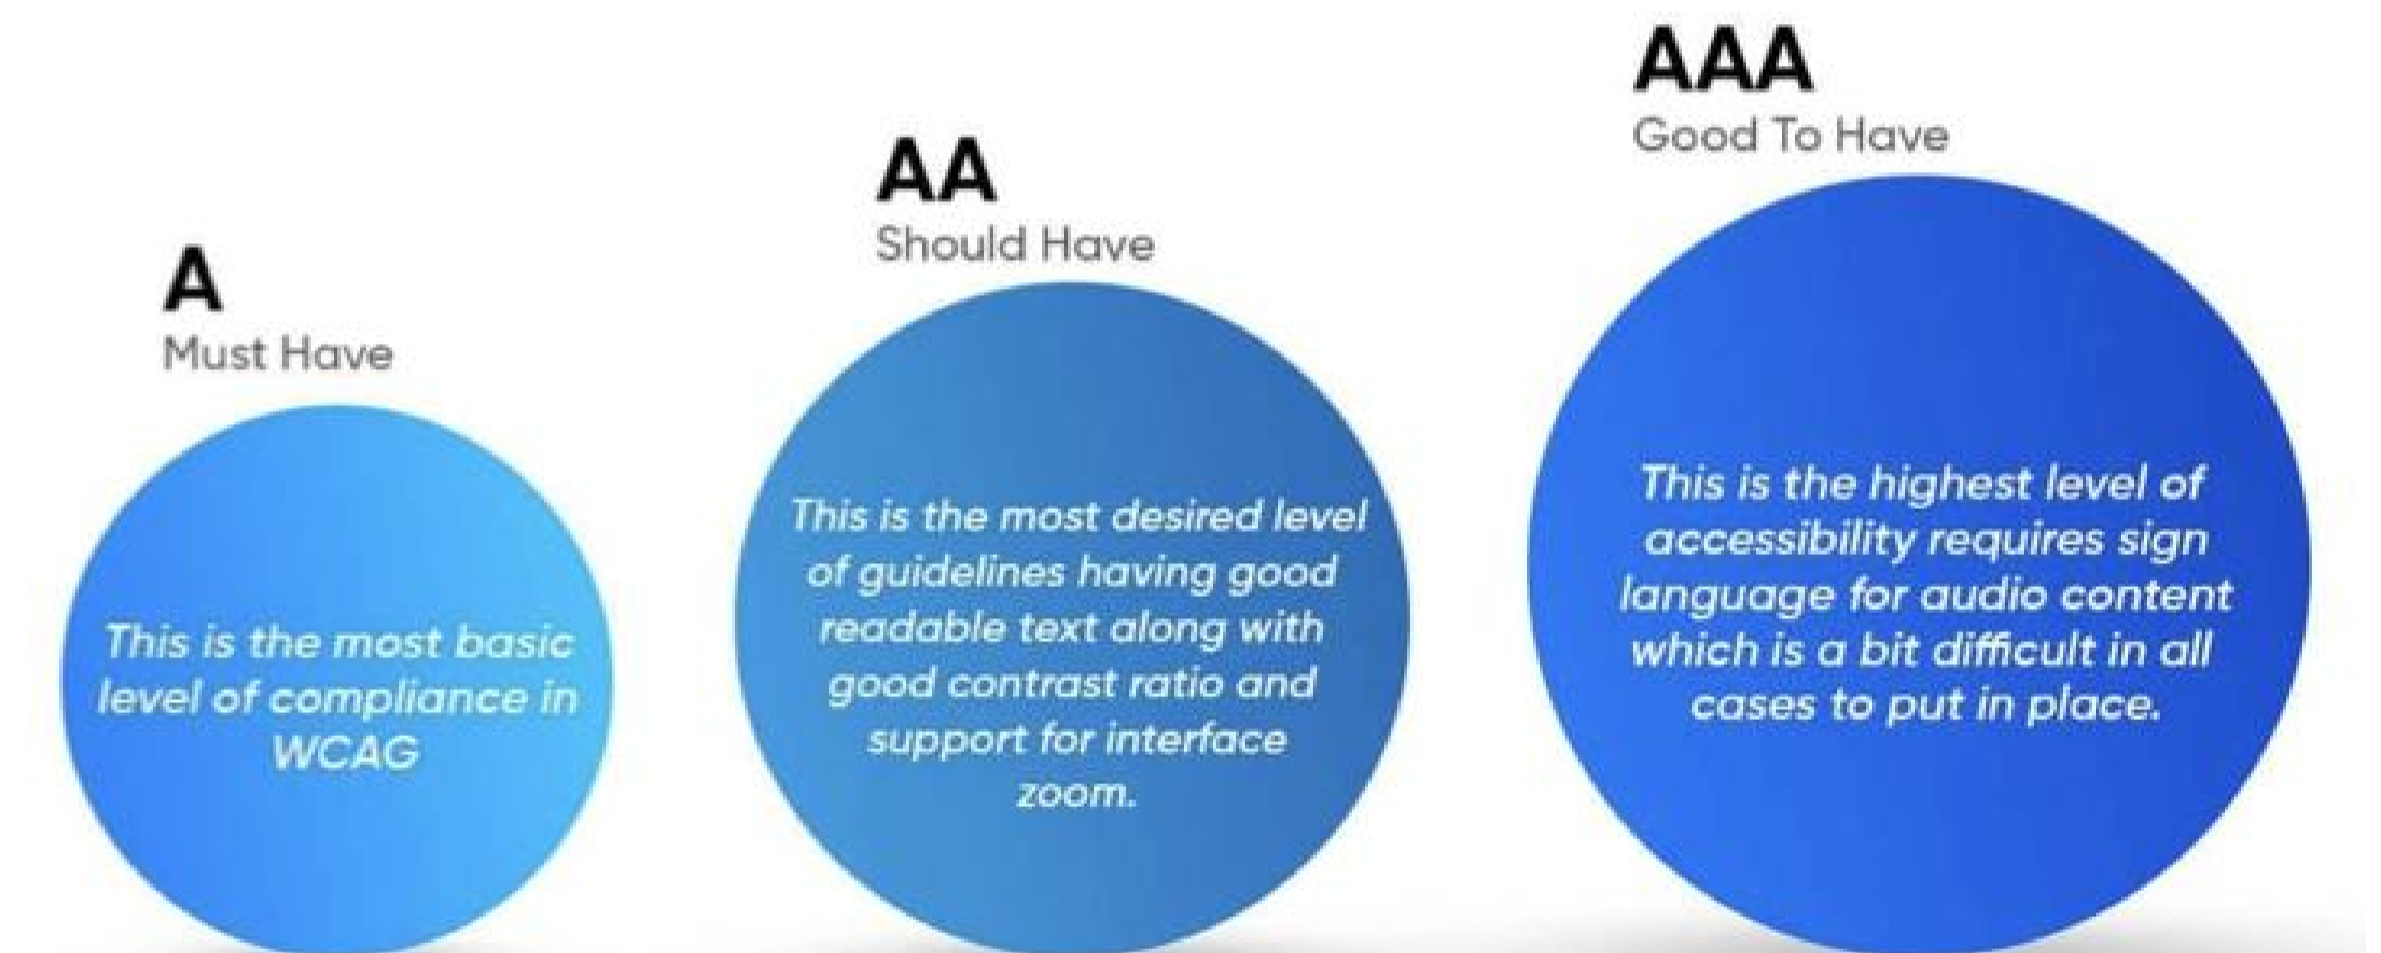 A
Must Have
This is the most basic
level of compliance in
WCAG
AA
Should Have
This is the most desired level
of guidelines having good
readable text along with
good contrast ratio and
support for interface
zoom.
AAA
Good To Have
This is the highest level of
accessibility requires sign
language for audio content
which is a bit difficult in all
cases to put in place.